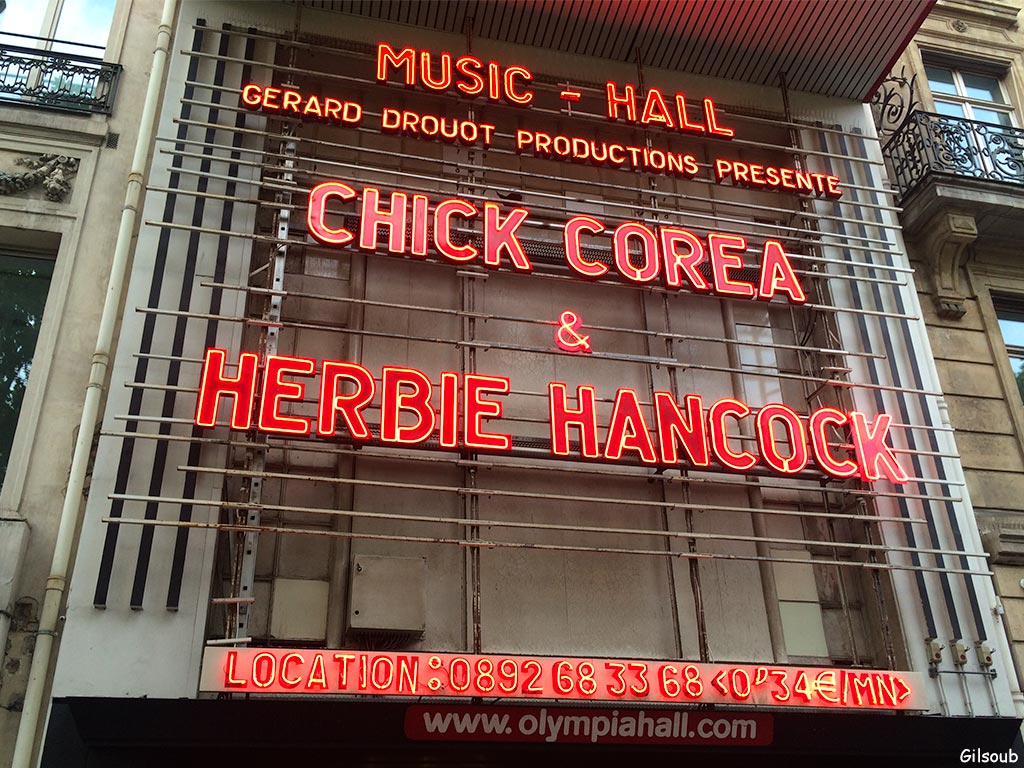 MUSIC - HALL
GERARD DROUOT PRODUCTIONS PRESENTE
CHICK COREA
&
HERBIE HANCOCK
LOCATION:0892 68 33 68 <0"34€/MN>
www.olympiahall.com
Gilsoub